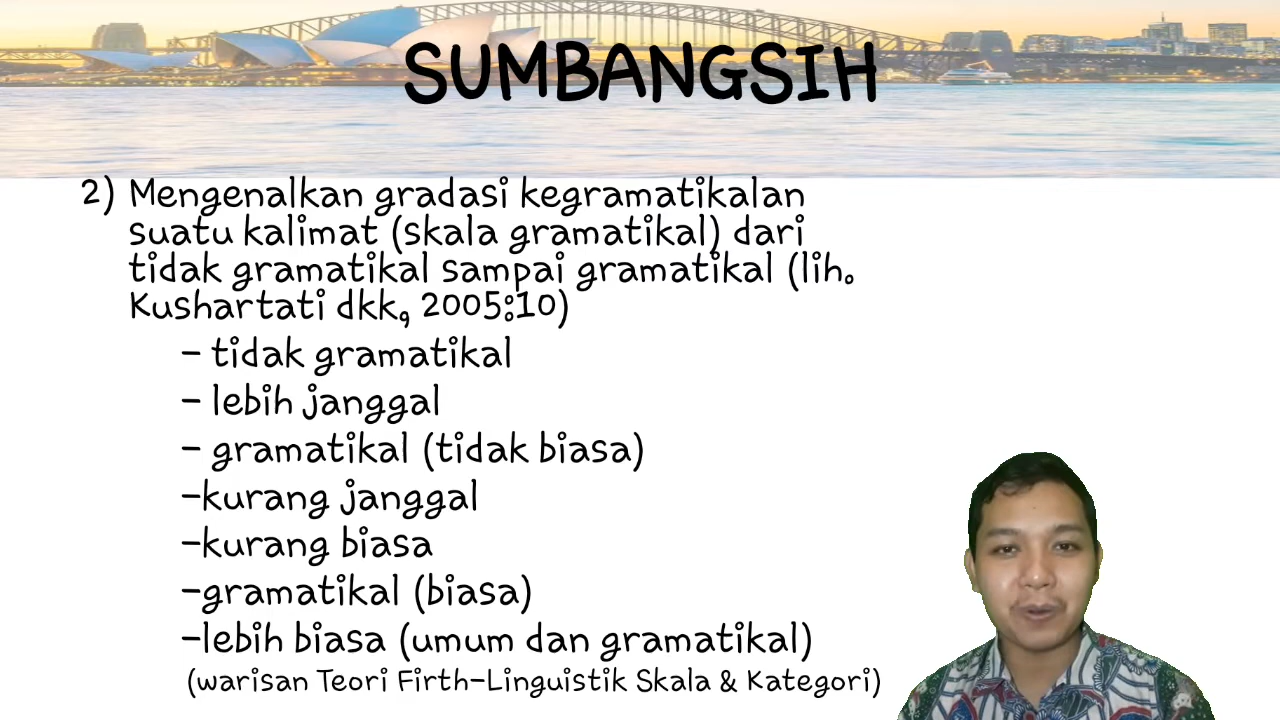 SUMBANGSIH
2) Mengenalkan gradasi kegramatikalan
suatu kalimat (skala gramatikal) dari
tidak gramatikal sampai gramatikal (lih.
Kushartati dkk, 2005:10)
- tidak gramatikal
- lebih janggal
- gramatikal (tidak biasa)
-kurang janggal
-kurang biasa
-gramatikal (biasa)
-lebih biasa (umum dan gramatikal)
(warisan Teori Firth-Linguistik Skala & Kategori)